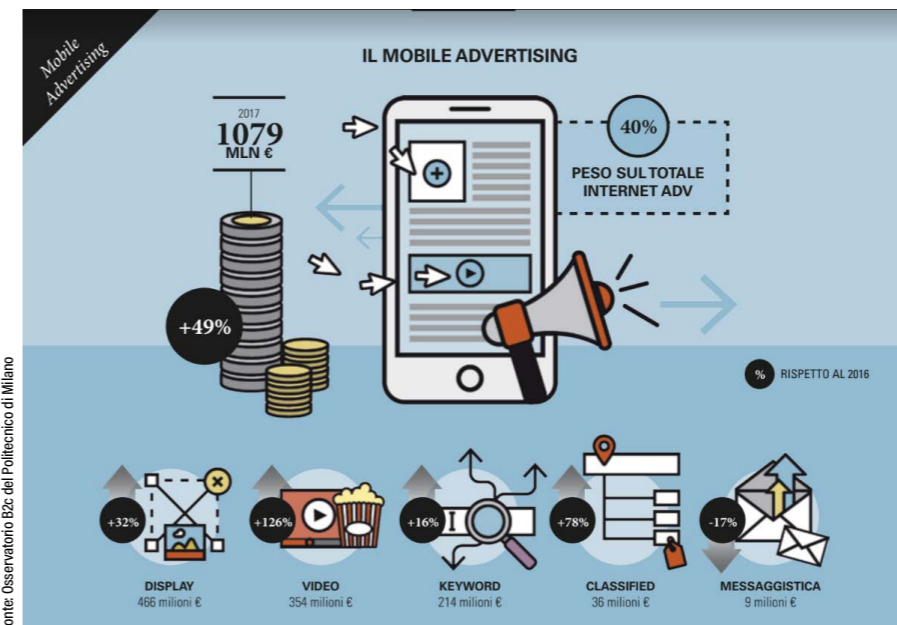 Mobile
Advertising
IL MOBILE ADVERTISING
2017
1079
MLN €
40%
PESO SUL TOTALE
INTERNET ADV
+49%
% RISPETTO AL 2016
+32%
+126%
+16%
+78%
-17%
DISPLAY
466 milioni €
VIDEO
354 milioni €
KEYWORD
214 milioni €
CLASSIFIED
36 milioni €
MESSAGGISTICA
9 milioni €
onte: Osservatorio B2c del Politecnico di Milano